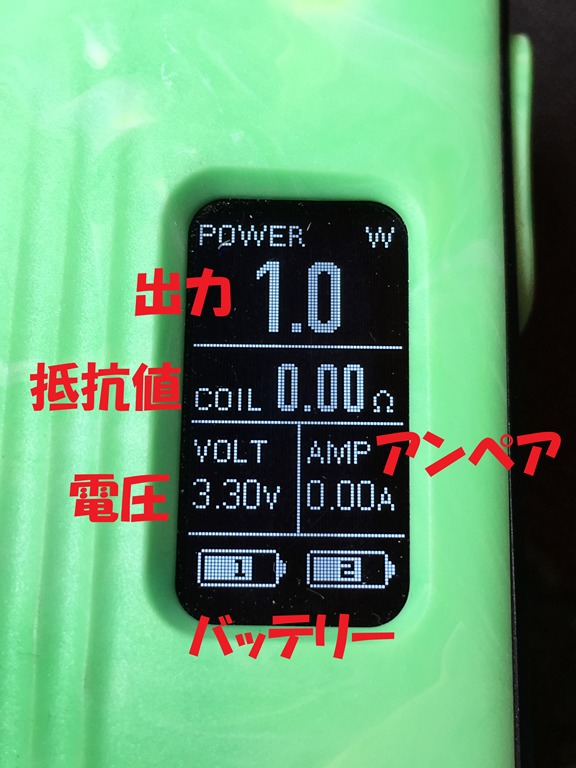 POWER W
出力 1.0
抵抗値 COIL 0.00Ω
VOLT AMP アンペア
電圧 3.30V 0.00A
1 2
バッテリー